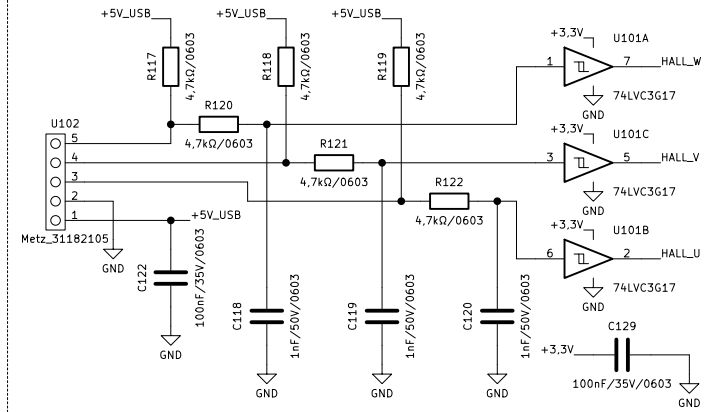 +5V_USB
+5V_USB
+5V_USB
R117
4,7kΩ/0603
R118
4,7kΩ/0603
R119
4,7kΩ/0603
+3,3V
U101A
1
7
HALL_W
74LVC3G17
GND
R120
4,7kΩ/0603
U102
5
4
3
2
1
Metz_31182105
GND
+5V_USB
R121
4,7kΩ/0603
+3,3V
U101C
3
5
HALL_V
74LVC3G17
GND
R122
4,7kΩ/0603
+3,3V
U101B
6
2
HALL_U
74LVC3G17
GND
C122
100nF/35V/0603
GND
C118
1nF/50V/0603
GND
C119
1nF/50V/0603
GND
C120
1nF/50V/0603
GND
C129
+3,3V
100nF/35V/0603
GND